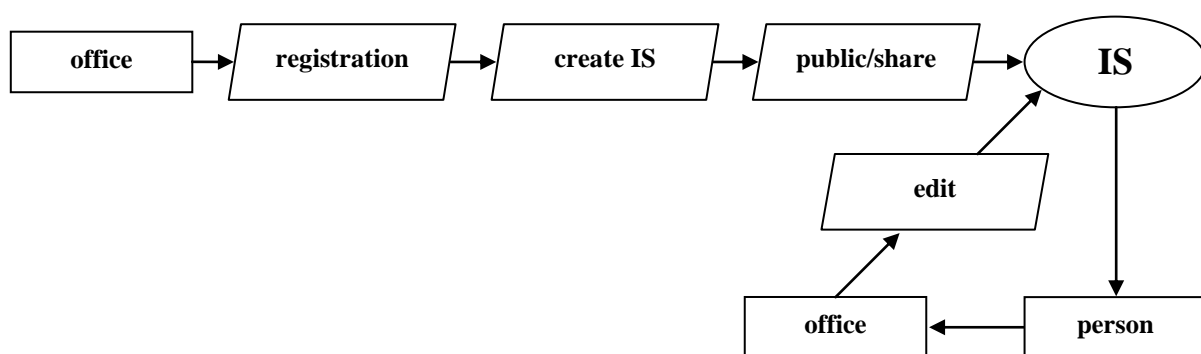 office
registration
create IS
public/share
IS
edit
office
person